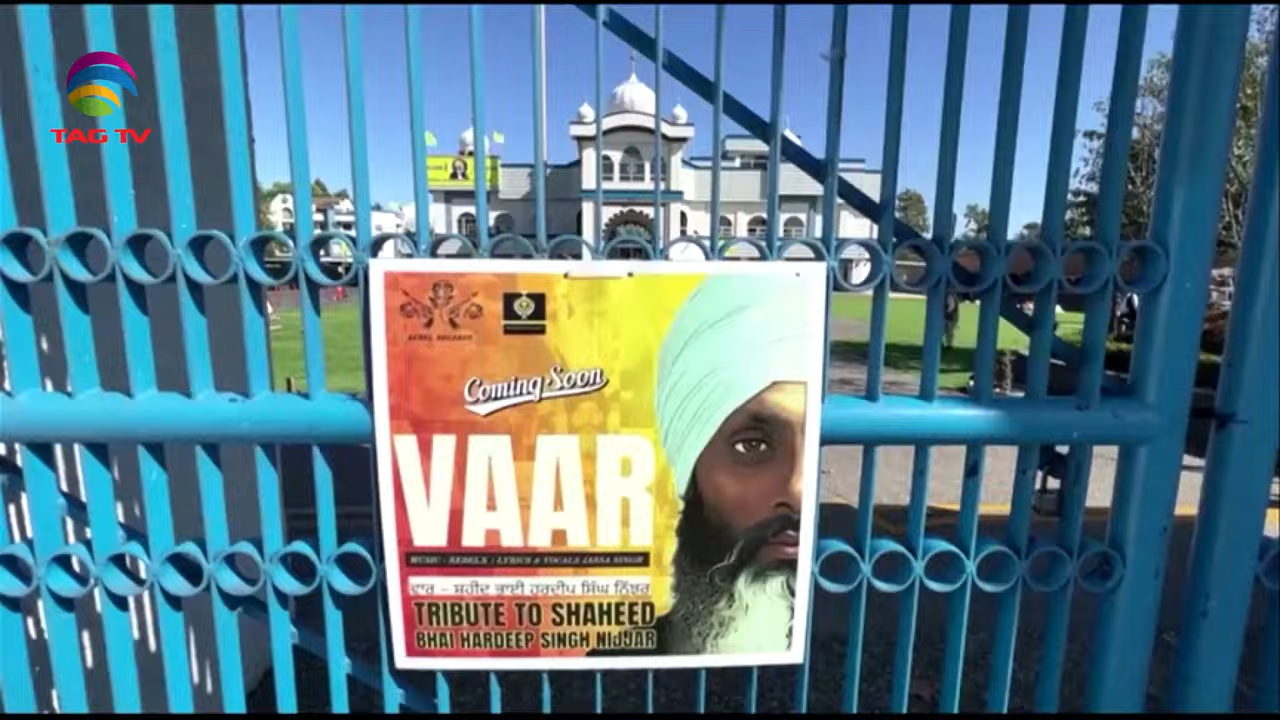 TAG TV
REBEL RECORDS
Coming Soon
VAAR
MUSIC : REBELX / LYRICS & VOCALS JASSA SINGH
ਵਾਰ - ਸ਼ਹੀਦ ਭਾਈ ਹਰਦੀਪ ਸਿੰਘ ਨਿੱਝਰ
TRIBUTE TO SHAHEED
BHAI HARDEEP SINGH NIJJAR